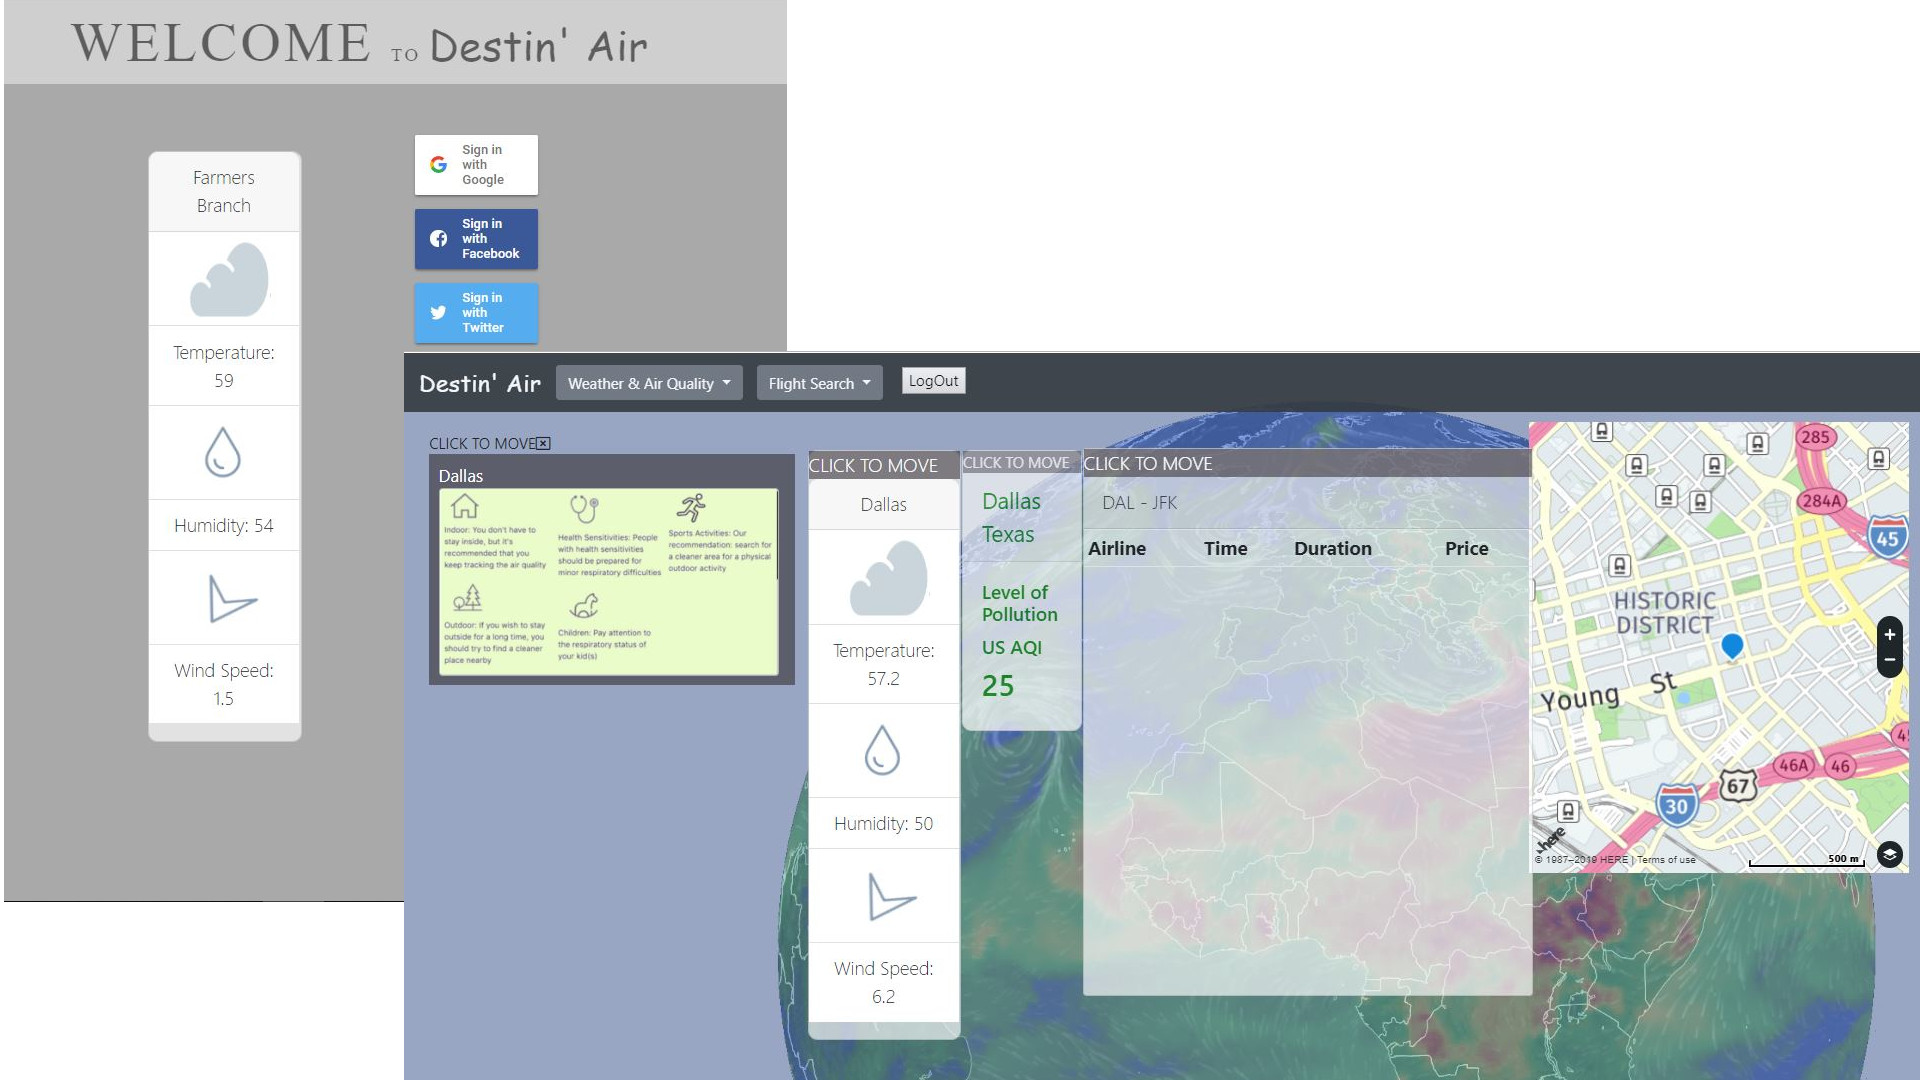 WELCOME TO Destin' Air
Farmers
Branch
Temperature:
59
Humidity: 54
Wind Speed:
1.5
Sign in
with
Google
Sign in
with
Facebook
Sign in
with
Twitter
Destin' Air
Weather & Air Quality
Flight Search
LogOut
CLICK TO MOVE
Dallas
Indoor: You don't have to
stay inside, but it's
recommended that you
keep tracking the air quality
Health Sensitivities: People
with health sensitivities
should be prepared for
minor respiratory difficulties
Sports Activities: Our
recommendation: search for
a cleaner area for a physical
outdoor activity
Outdoor: If you wish to stay
outside for a long time, you
should try to find a cleaner
place nearby
Children: Pay attention to
the respiratory status of
your kid(s)
CLICK TO MOVE
Dallas
Temperature:
57.2
Humidity: 50
Wind Speed:
6.2
CLICK TO MOVE
Dallas
Texas
Level of
Pollution
US AQI
25
CLICK TO MOVE
DAL - JFK
Airline Time Duration Price
285
284A
45
HISTORIC
DISTRICT
Young St
46A
46
67
30
here
© 1987–2019 HERE | Terms of use
500 m